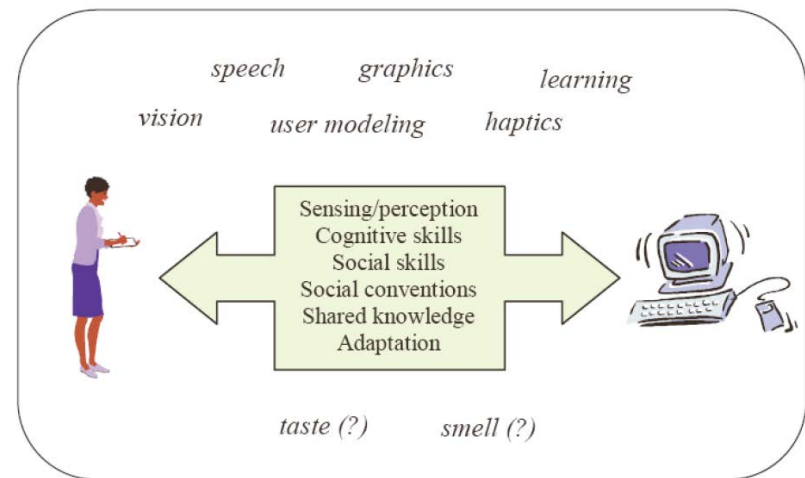 speech graphics learning
vision user modeling haptics
Sensing/perception
Cognitive skills
Social skills
Social conventions
Shared knowledge
Adaptation
taste (?) smell (?)